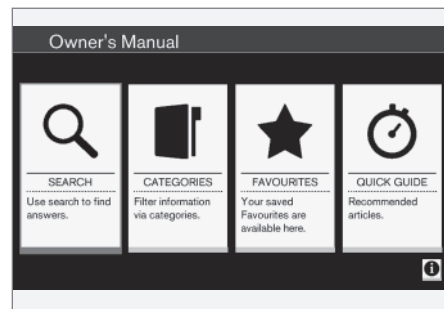 Owner's Manual
SEARCH
Use search to find
answers.
CATEGORIES
Filter information
via categories.
FAVOURITES
Your saved
Favourites are
available here.
QUICK GUIDE
Recommended
articles.
i